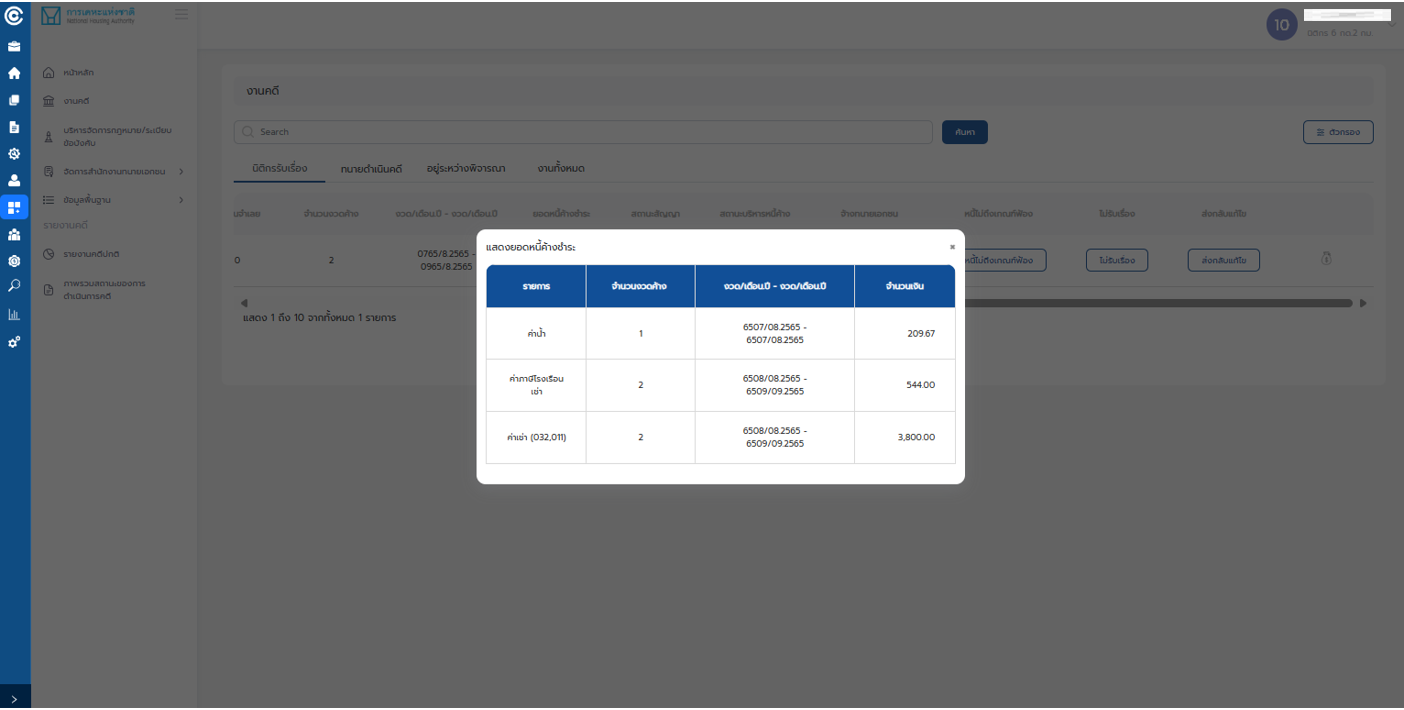 การเคหะแห่งชาติ
National Housing Authority
10
นิติกร 6 กด.2 กม.
หน้าหลัก
งานคดี
บริหารจัดการกฎหมาย/ระเบียบ
ข้อบังคับ
จัดการสำนักงานทนายเอกชน
ข้อมูลพื้นฐาน
รายงานคดี
รายงานคดีปกติ
ภาพรวมสถานะของการ
ดำเนินการคดี
งานคดี
Search
ค้นหา
ตัวกรอง
นิติกรรับเรื่อง
ทนายดำเนินคดี
อยู่ระหว่างพิจารณา
งานทั้งหมด
นจำเลย จำนวนงวดค้าง งวด/เดือน.ปี - งวด/เดือน.ปี ยอดหนี้ค้างชำระ สถานะสัญญา สถานะบริหารหนี้ค้าง จ้างทนายเอกชน หนี้ไม่ถึงเกณฑ์ฟ้อง ไม่รับเรื่อง ส่งกลับแก้ไข
0 2 0765/8.2565 -
0965/8.2565
หนี้ไม่ถึงเกณฑ์ฟ้อง ไม่รับเรื่อง ส่งกลับแก้ไข
แสดง 1 ถึง 10 จากทั้งหมด 1 รายการ
แสดงยอดหนี้ค้างชำระ
รายการ จำนวนงวดค้าง งวด/เดือน.ปี - งวด/เดือน.ปี จำนวนเงิน
ค่าน้ำ 1 6507/08.2565 -
6507/08.2565 209.67
ค่าภาษีโรงเรือน
เช่า 2 6508/08.2565 -
6509/09.2565 544.00
ค่าเช่า (032,011) 2 6508/08.2565 -
6509/09.2565 3,800.00